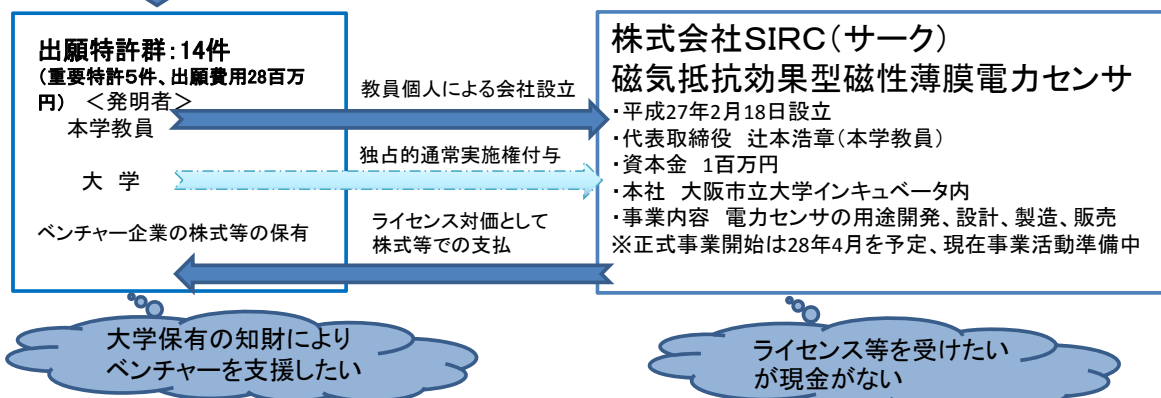 出願特許群：14件
（重要特許5件、出願費用28百万
円） ＜発明者＞
本学教員
大 学
ベンチャー企業の株式等の保有
教員個人による会社設立
独占的通常実施権付与
ライセンス対価として
株式等での支払
株式会社SIRC（サーク）
磁気抵抗効果型磁性薄膜電力センサ
・平成27年2月18日設立
・代表取締役 辻本浩章（本学教員）
・資本金 1百万円
・本社 大阪市立大学インキュベータ内
・事業内容 電力センサの用途開発、設計、製造、販売
※正式事業開始は28年4月を予定、現在事業活動準備中
大学保有の知財により
ベンチャーを支援したい
ライセンス等を受けたい
が現金がない